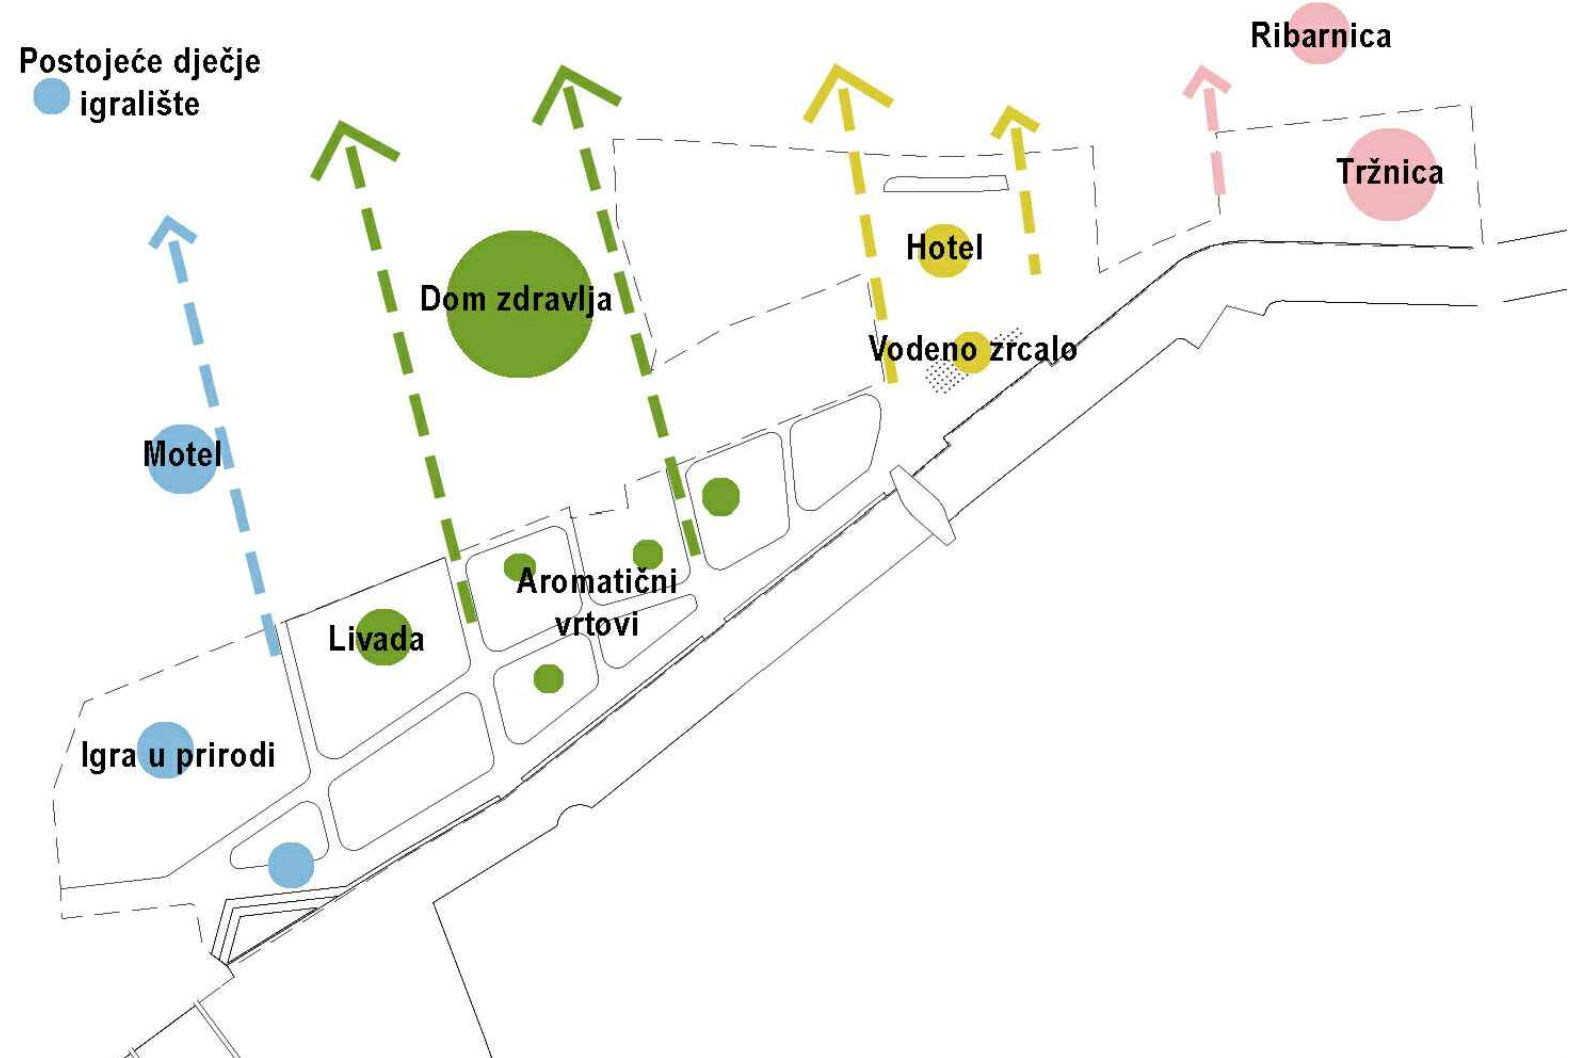 Ribarnica
Postojeće dječje
igralište
Tržnica
Hotel
Dom zdravlja
Vodeno zrcalo
Motel
Aromatični
vrtovi
Livada
Igra u prirodi